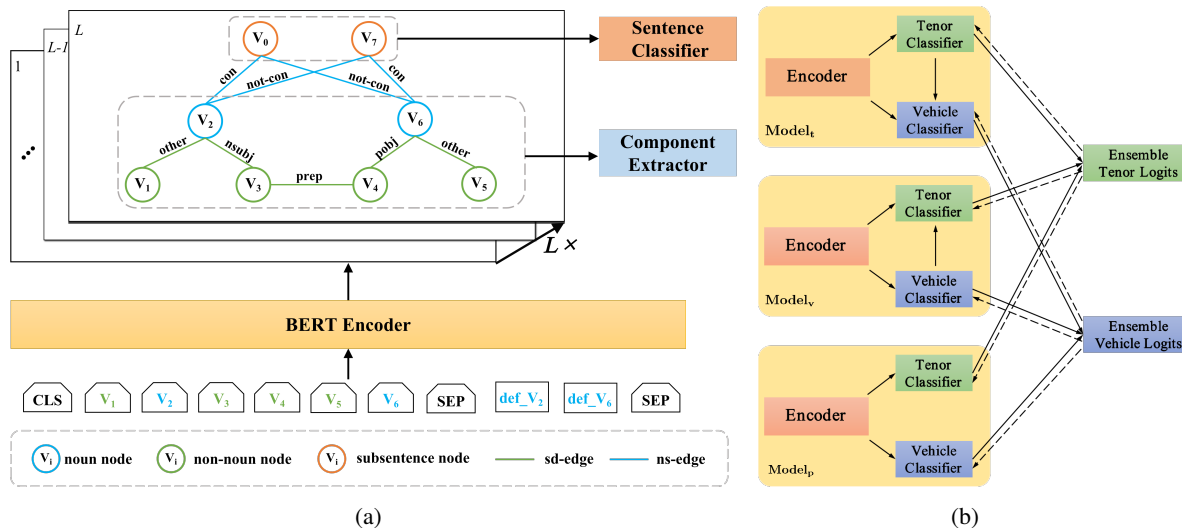 1
L-1
L
V0
V7
Sentence
Classifier
con
not-con
not-con
con
V2
V6
Component
Extractor
other
nsubj
pobj
other
V1
V3
prep
V4
V5
L ×
BERT Encoder
CLS
V1
V2
V3
V4
V5
V6
SEP
def_V2
def_V6
SEP
Vi noun node
Vi non-noun node
Vi subsentence node
sd-edge
ns-edge
(a)
Tenor
Classifier
Encoder
Vehicle
Classifier
Modelt
Ensemble
Tenor Logits
Tenor
Classifier
Encoder
Vehicle
Classifier
Modelv
Ensemble
Vehicle Logits
Tenor
Classifier
Encoder
Vehicle
Classifier
Modelp
(b)